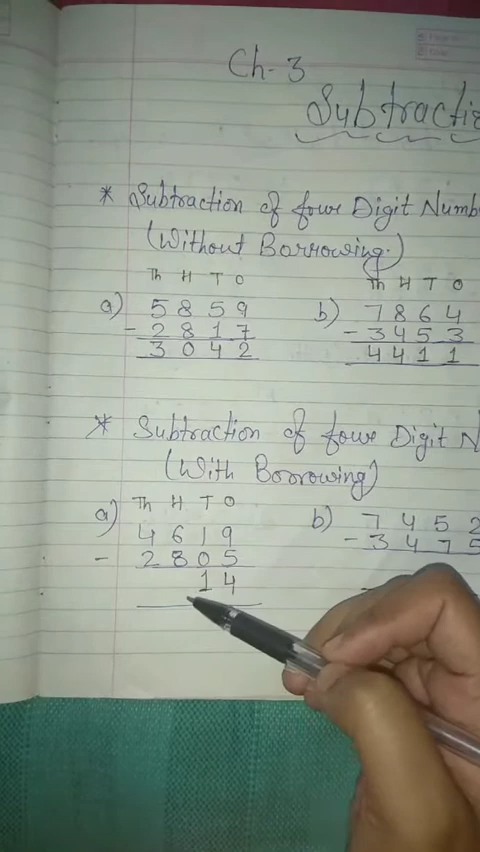 Ch-3
Subtractio
* Subtraction of four Digit Numb
(Without Borrowing.)
Th H T O
Th H T O
a) 5 8 5 9
- 2 8 1 7
3 0 4 2
b) 7 8 6 4
- 3 4 5 3
4 4 1 1
* Subtraction of four Digit N
(With Borrowing)
Th H T O
a) 4 6 1 9
- 2 8 0 5
1 4
b) 7 4 5 2
- 3 4 7 5